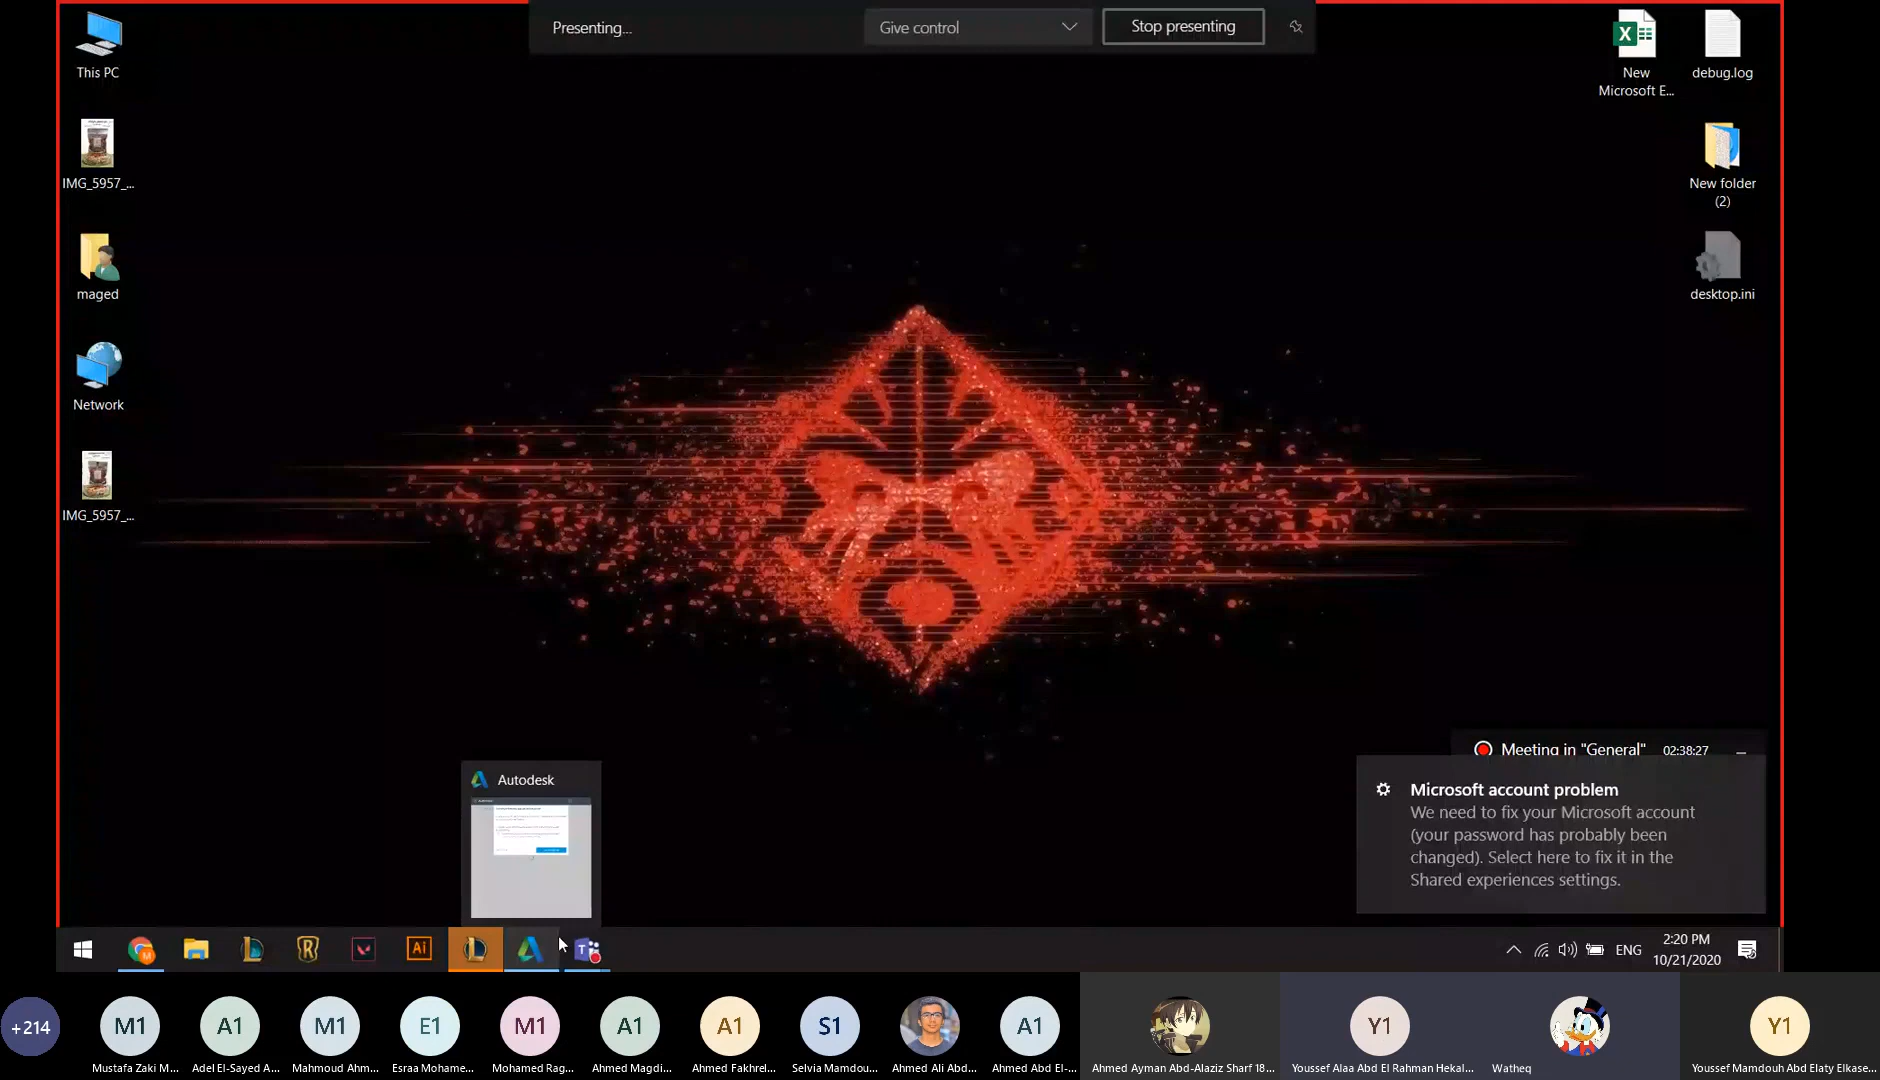 Presenting...
Give control
Stop presenting
This PC
New
Microsoft E...
debug.log
IMG_5957_...
New folder
(2)
maged
desktop.ini
Network
IMG_5957_...
Meeting in "General"
02:38:27
Autodesk
Microsoft account problem
We need to fix your Microsoft account
(your password has probably been
changed). Select here to fix it in the
Shared experiences settings.
Ai
ENG
2:20 PM
10/21/2020
+214
M1
A1
M1
E1
M1
A1
A1
S1
A1
Y1
Y1
Mustafa Zaki M...
Adel El-Sayed A...
Mahmoud Ahm...
Esraa Mohame...
Mohamed Rag...
Ahmed Magdi...
Ahmed Fakhrel...
Selvia Mamdou...
Ahmed Ali Abd...
Ahmed Abd El-...
Ahmed Ayman Abd-Alaziz Sharf 18...
Youssef Alaa Abd El Rahman Hekal...
Watheq
Youssef Mamdouh Abd Elaty Elkase...